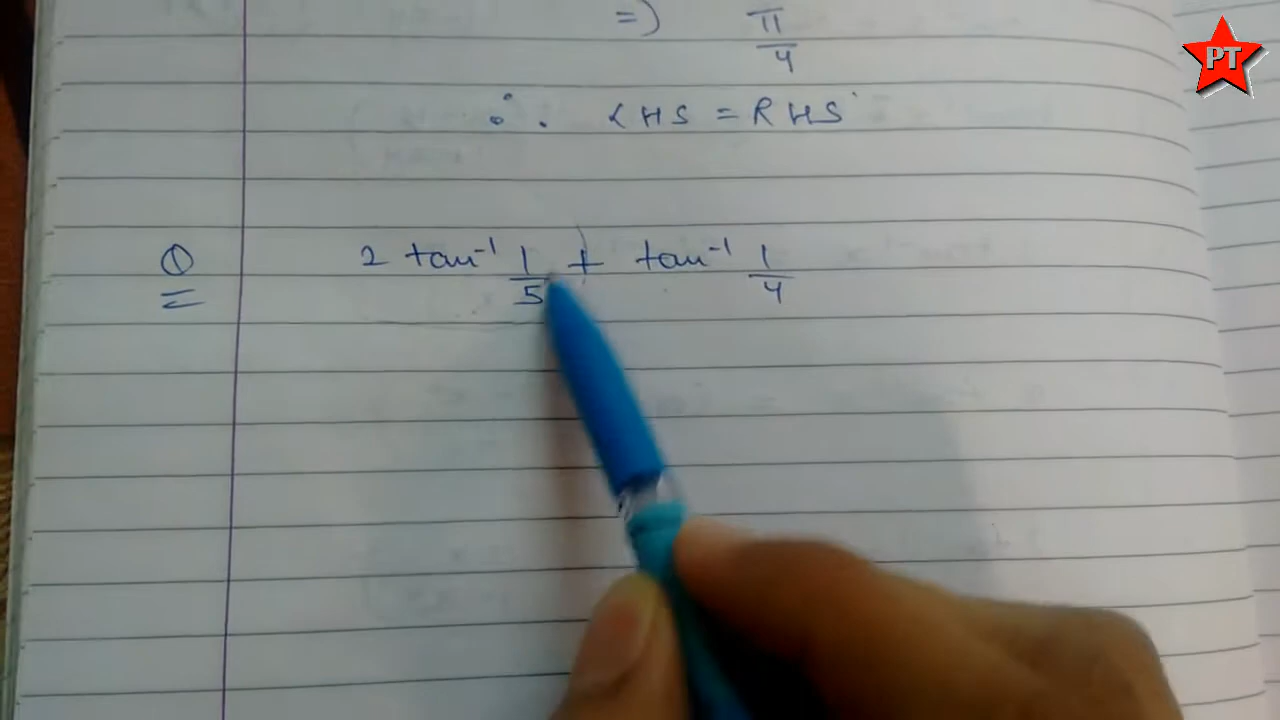 PT
=) π/4
∴ LHS = RHS
① 2 tan⁻¹ 1/5 + tan⁻¹ 1/4